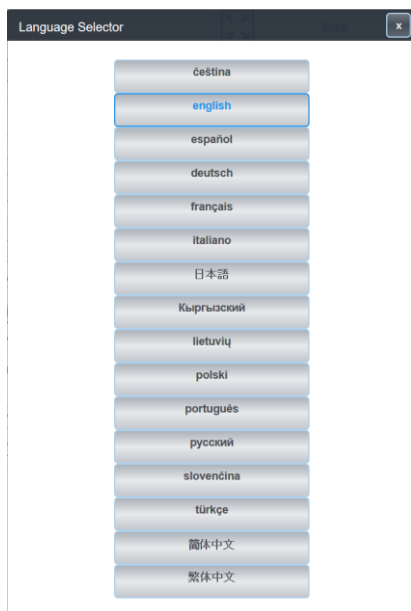 Language Selector
x
čeština
english
español
deutsch
français
italiano
日本語
Кыргызский
lietuvių
polski
português
русский
slovenčina
türkçe
简体中文
繁体中文